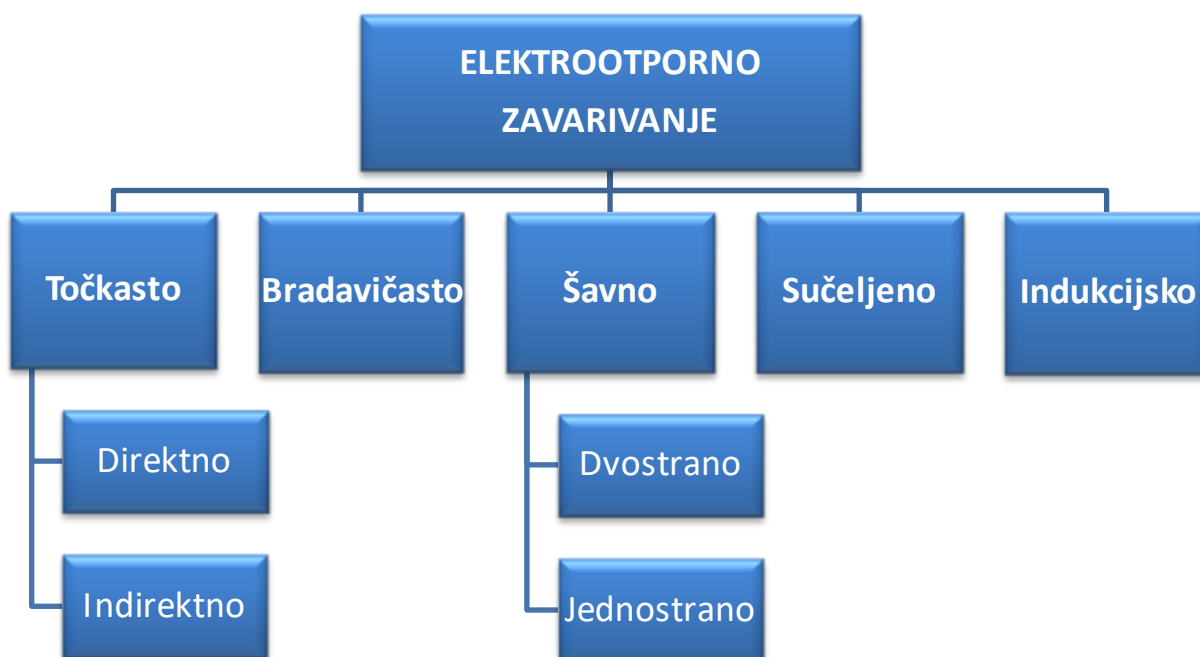 ELEKTROOTPORNO
ZAVARIVANJE
Točkasto
Bradavičasto
Šavno
Sučeljeno
Indukcijsko
Direktno
Dvostrano
Indirektno
Jednostrano